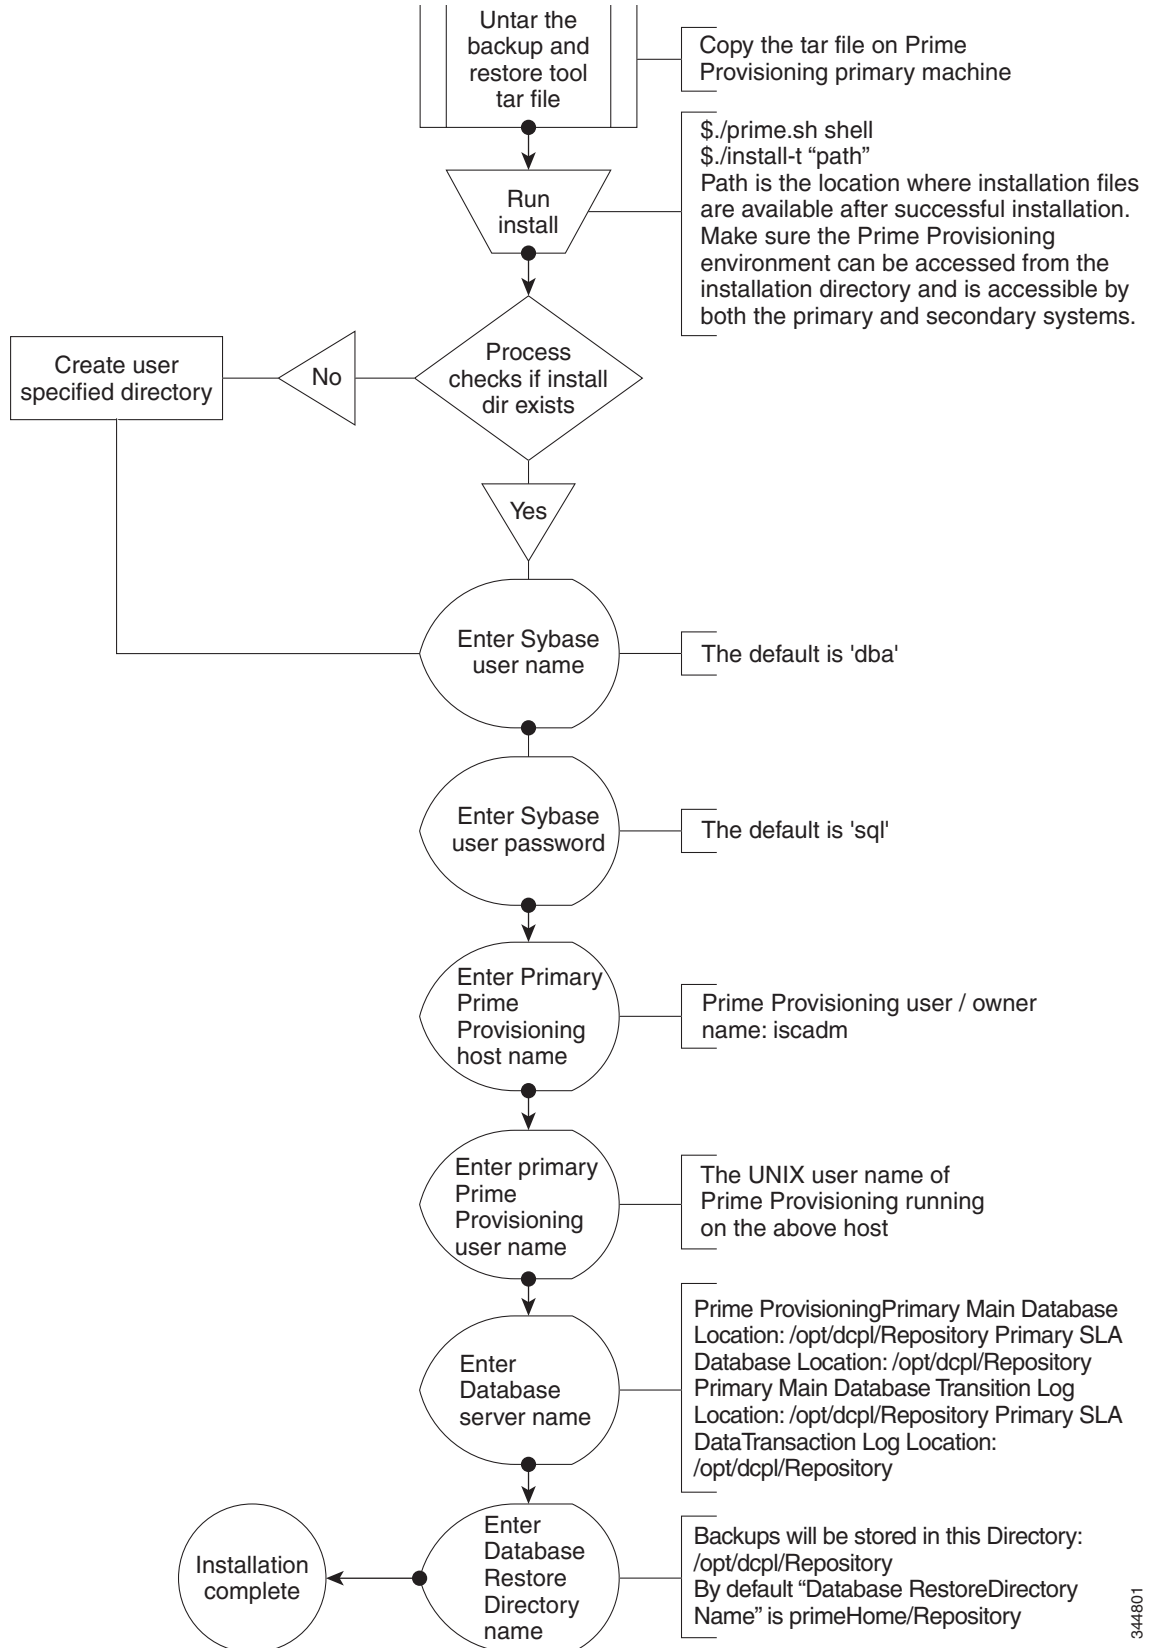 Untar the
backup and
restore tool
tar file
Copy the tar file on Prime
Provisioning primary machine
$./prime.sh shell
$./install-t “path”
Path is the location where installation files
are available after successful installation.
Make sure the Prime Provisioning
environment can be accessed from the
installation directory and is accessible by
both the primary and secondary systems.
Run
install
Process
checks if install
dir exists
No
Create user
specified directory
Yes
Enter Sybase
user name
The default is 'dba'
Enter Sybase
user password
The default is 'sql'
Enter Primary
Prime
Provisioning
host name
Prime Provisioning user / owner
name: iscadm
Enter primary
Prime
Provisioning
user name
The UNIX user name of
Prime Provisioning running
on the above host
Enter
Database
server name
Prime ProvisioningPrimary Main Database
Location: /opt/dcpl/Repository Primary SLA
Database Location: /opt/dcpl/Repository
Primary Main Database Transition Log
Location: /opt/dcpl/Repository Primary SLA
DataTransaction Log Location:
/opt/dcpl/Repository
Enter
Database
Restore
Directory
name
Backups will be stored in this Directory:
/opt/dcpl/Repository
By default “Database RestoreDirectory
Name” is primeHome/Repository
Installation
complete
344801